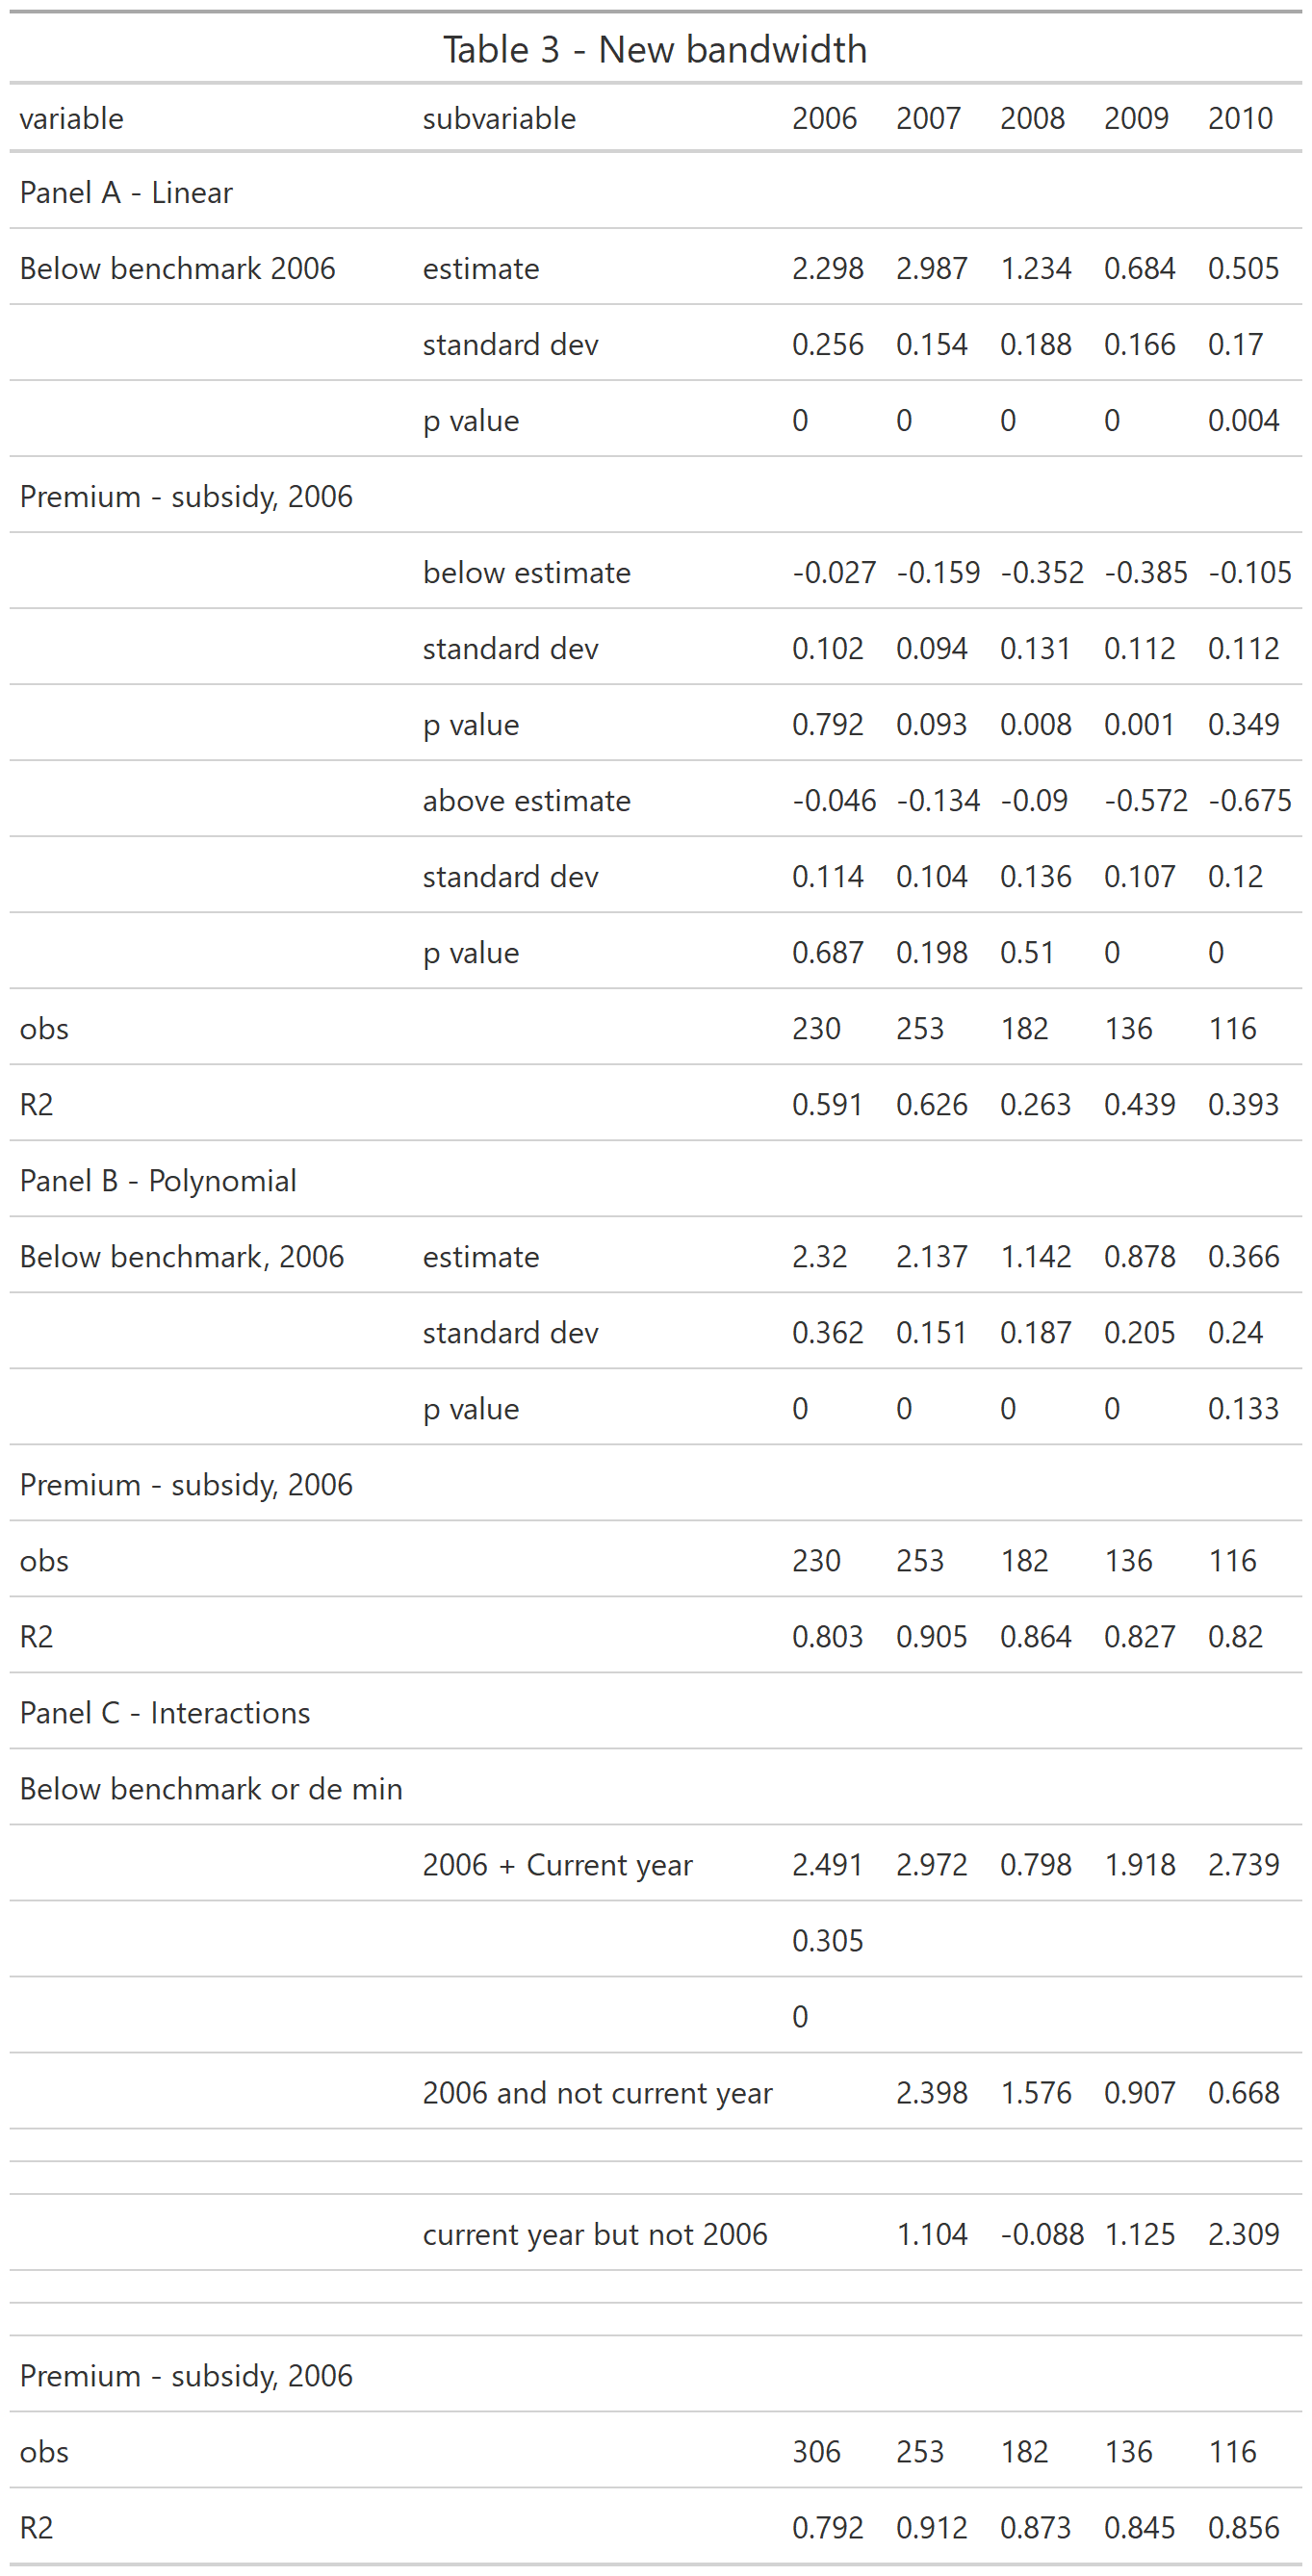 Table 3 - New bandwidth
variable subvariable 2006 2007 2008 2009 2010
Panel A - Linear
Below benchmark 2006 estimate 2.298 2.987 1.234 0.684 0.505
standard dev 0.256 0.154 0.188 0.166 0.17
p value 0 0 0 0 0.004
Premium - subsidy, 2006
below estimate -0.027 -0.159 -0.352 -0.385 -0.105
standard dev 0.102 0.094 0.131 0.112 0.112
p value 0.792 0.093 0.008 0.001 0.349
above estimate -0.046 -0.134 -0.09 -0.572 -0.675
standard dev 0.114 0.104 0.136 0.107 0.12
p value 0.687 0.198 0.51 0 0
obs 230 253 182 136 116
R2 0.591 0.626 0.263 0.439 0.393
Panel B - Polynomial
Below benchmark, 2006 estimate 2.32 2.137 1.142 0.878 0.366
standard dev 0.362 0.151 0.187 0.205 0.24
p value 0 0 0 0 0.133
Premium - subsidy, 2006
obs 230 253 182 136 116
R2 0.803 0.905 0.864 0.827 0.82
Panel C - Interactions
Below benchmark or de min
2006 + Current year 2.491 2.972 0.798 1.918 2.739
0.305
0
2006 and not current year 2.398 1.576 0.907 0.668
current year but not 2006 1.104 -0.088 1.125 2.309
Premium - subsidy, 2006
obs 306 253 182 136 116
R2 0.792 0.912 0.873 0.845 0.856